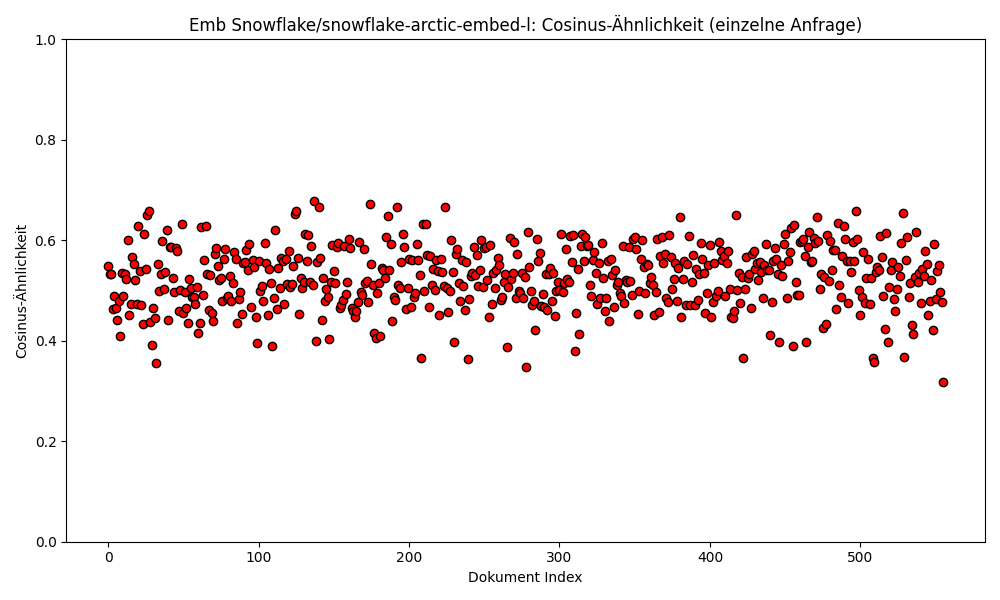 Emb Snowflake/snowflake-arctic-embed-l: Cosinus-Ähnlichkeit (einzelne Anfrage)
1.0
0.8
0.6
0.4
0.2
0.0
Cosinus-Ähnlichkeit
0 100 200 300 400 500
Dokument Index